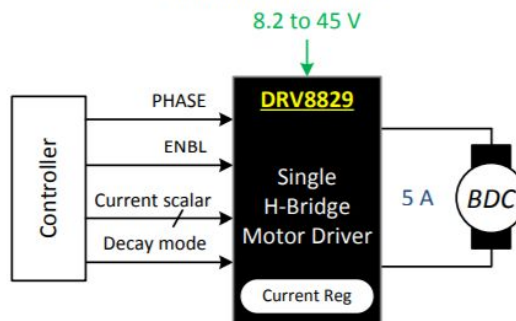 8.2 to 45 V
Controller
PHASE
ENBL
Current scalar
Decay mode
DRV8829
Single
H-Bridge
Motor Driver
Current Reg
5 A
BDC